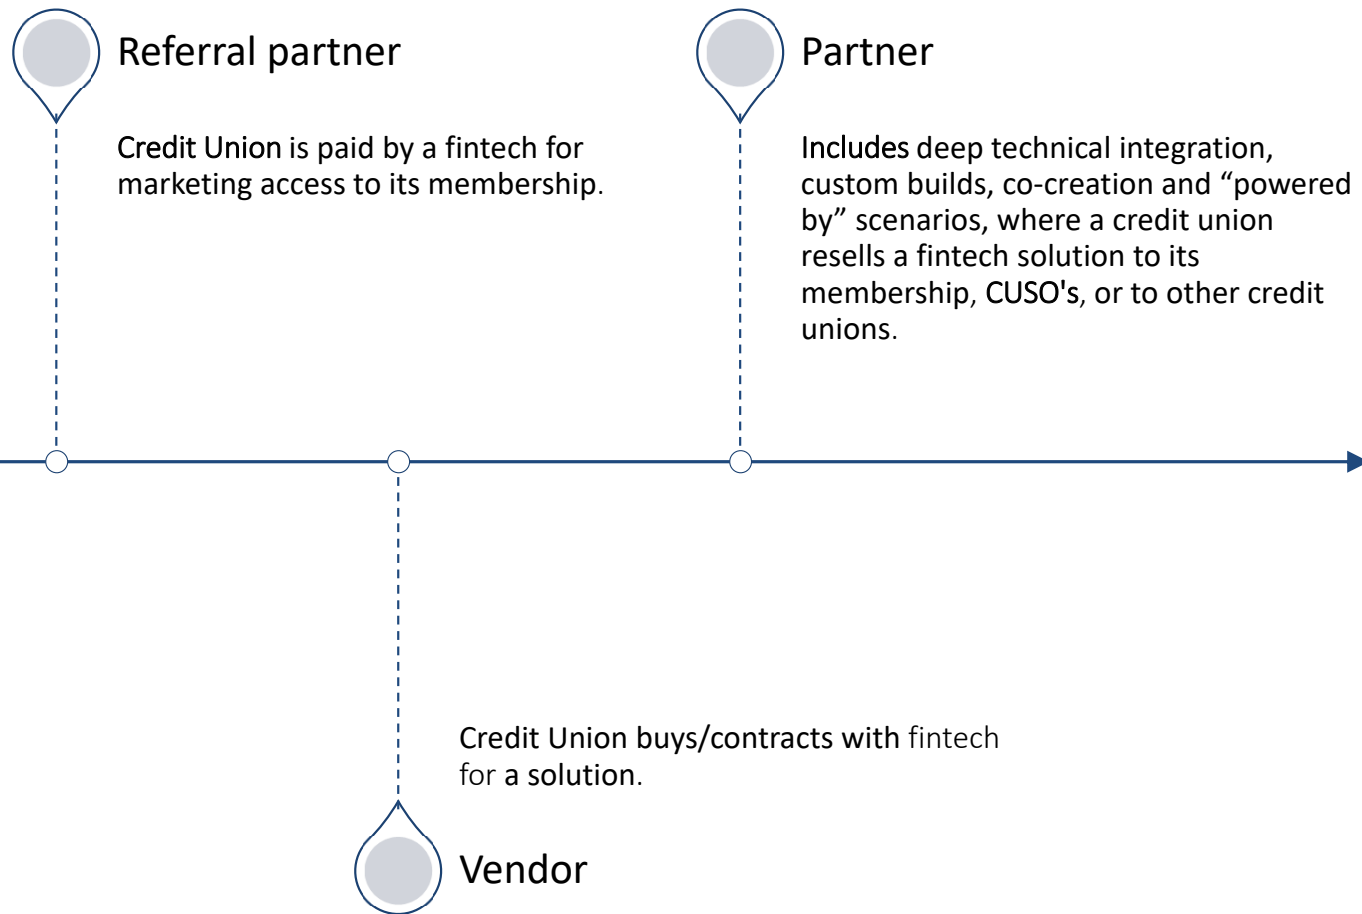 Referral partner
Credit Union is paid by a fintech for
marketing access to its membership.
Partner
Includes deep technical integration,
custom builds, co-creation and “powered
by” scenarios, where a credit union
resells a fintech solution to its
membership, CUSO's, or to other credit
unions.
Credit Union buys/contracts with fintech
for a solution.
Vendor